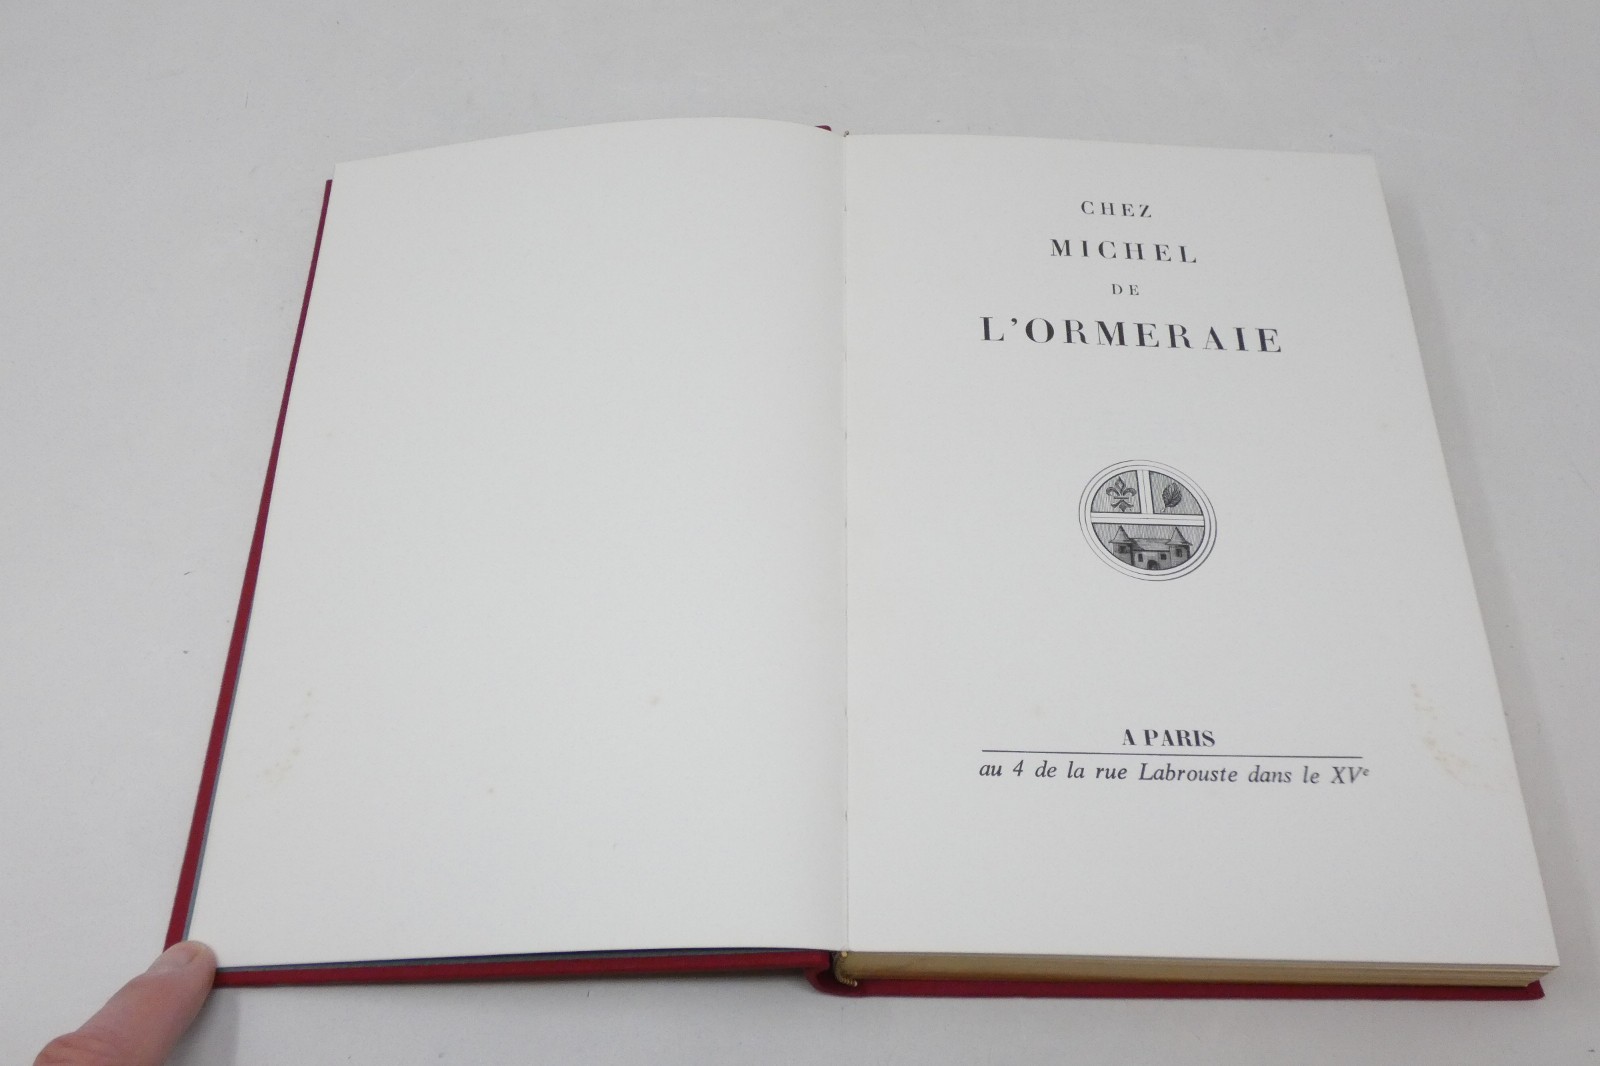 CHEZ
MICHEL
DE
L'ORMERAIE
A PARIS
au 4 de la rue Labrouste dans le XVe